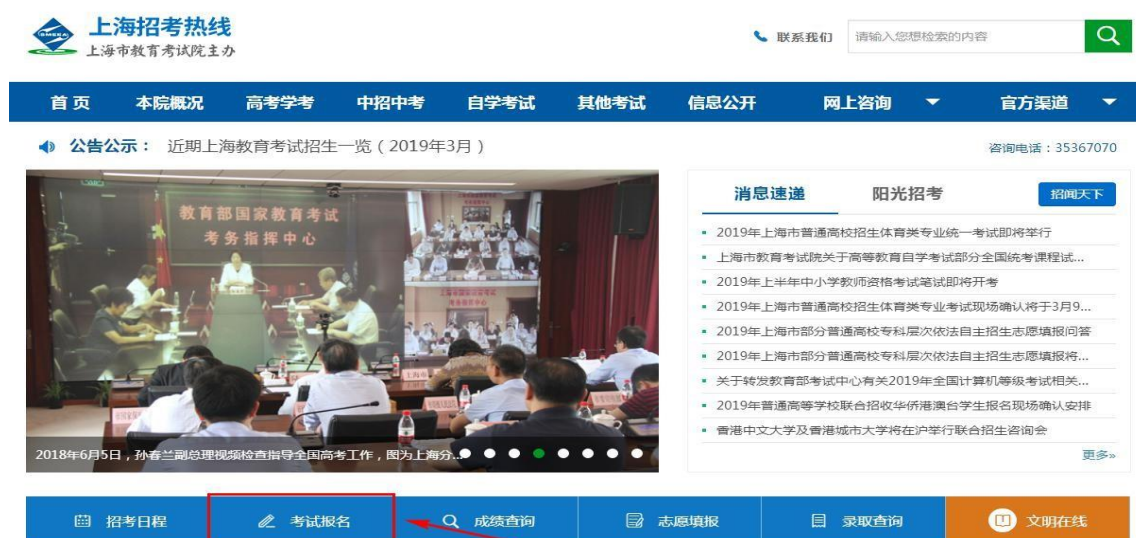 上海招考热线
上海市教育考试院主办
联系我们
请输入您想检索的内容
首页 本院概况 高考学考 中招中考 自学考试 其他考试 信息公开 网上咨询 官方渠道
公告公示： 近期上海教育考试招生一览（2019年3月）
咨询电话：35367070
教育部国家教育考试
考务指挥中心
2018年6月5日，孙春兰副总理视频检查指导全国高考工作，图为上海分...
消息速递 阳光招考 招闻天下
2019年上海市普通高校招生体育类专业统一考试即将举行
上海市教育考试院关于高等教育自学考试部分全国统考课程试...
2019年上半年中小学教师资格考试笔试即将开考
2019年上海市普通高校招生体育类专业考试现场确认将于3月9...
2019年上海市部分普通高校专科层次依法自主招生志愿填报问答
2019年上海市部分普通高校专科层次依法自主招生志愿填报将...
关于转发教育部考试中心有关2019年全国计算机等级考试相关...
2019年普通高等学校联合招收华侨港澳台学生报名现场确认安排
香港中文大学及香港城市大学将在沪举行联合招生咨询会
更多»
招考日程 考试报名 成绩查询 志愿填报 录取查询 文明在线